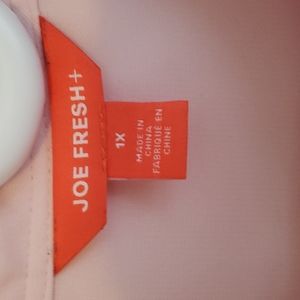 JOE FRESH+
1X
MADE IN
CHINA
FABRIQUÉ EN
CHINE